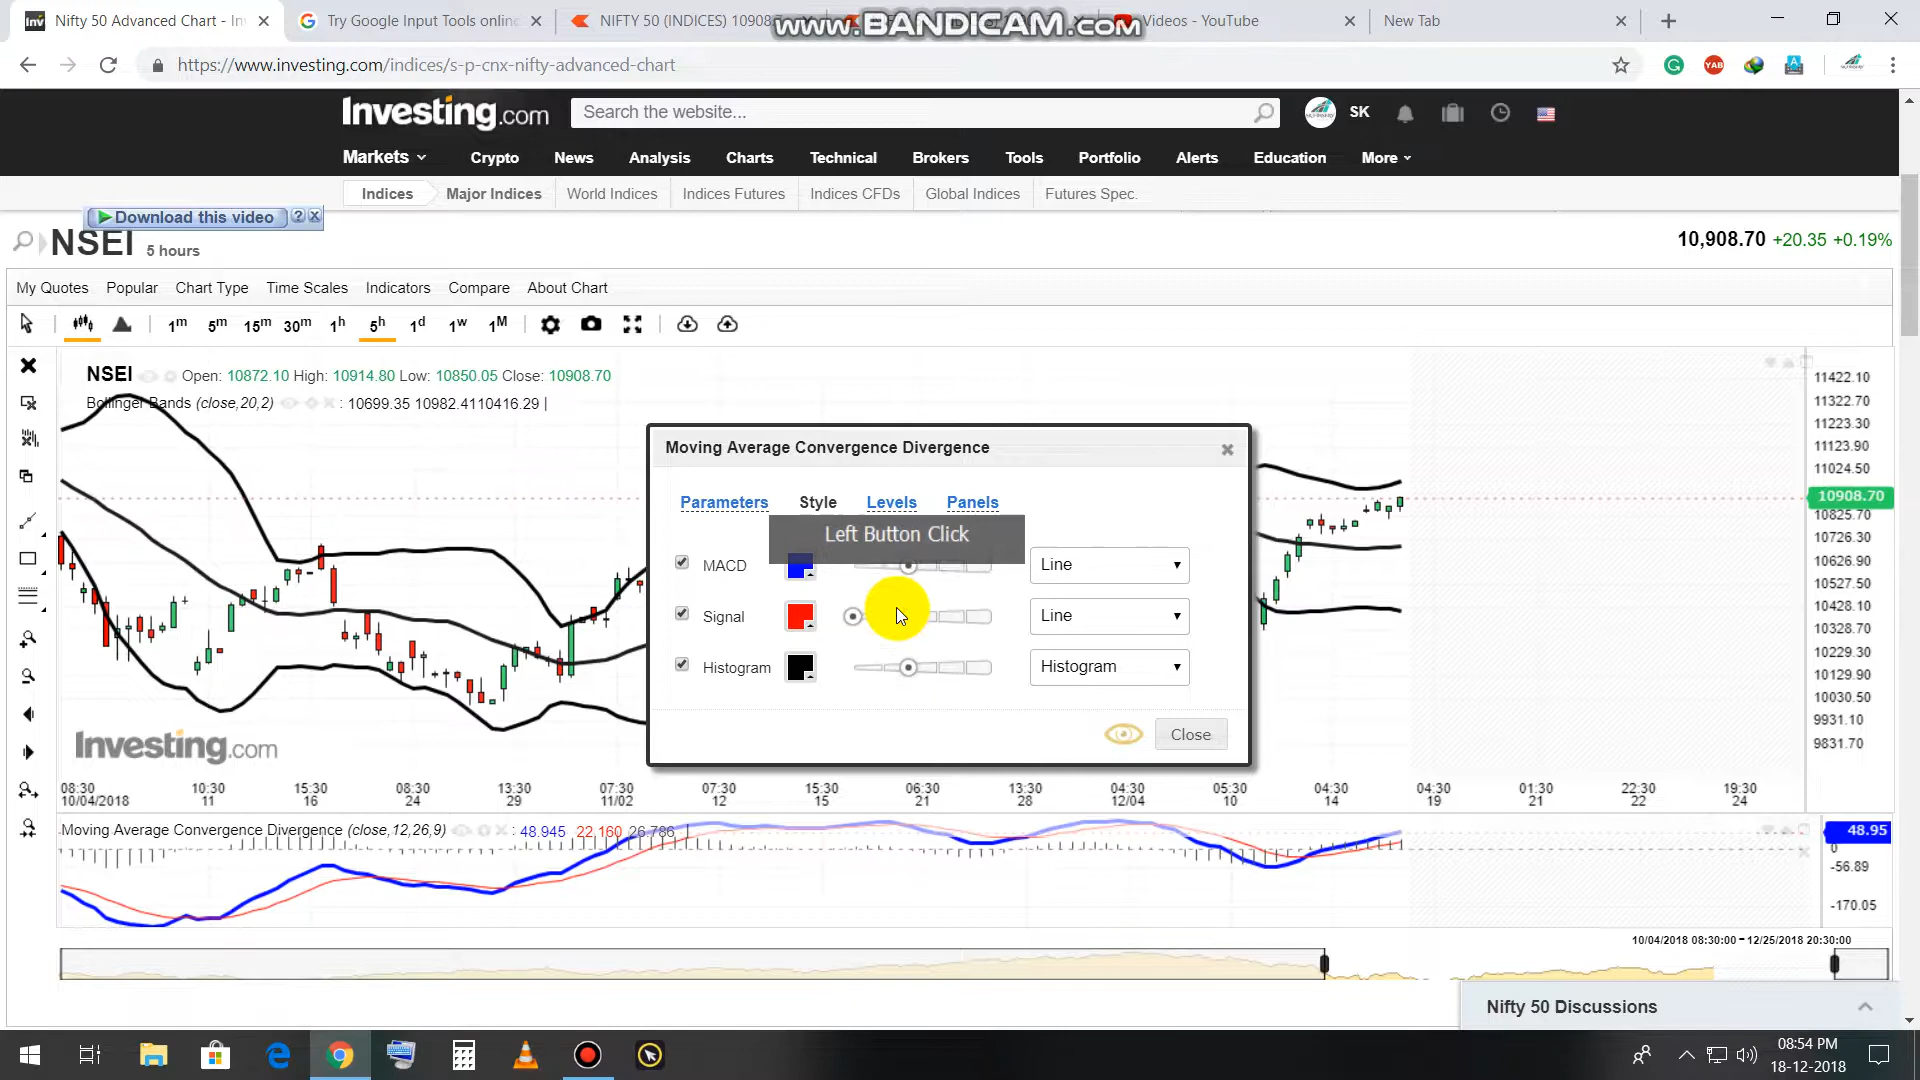 Nifty 50 Advanced Chart - Inv
Try Google Input Tools online
NIFTY 50 (INDICES) 10908.7
Videos - YouTube
New Tab
www.BANDICAM.com
https://www.investing.com/indices/s-p-cnx-nifty-advanced-chart
YAB
Investing.com
Search the website...
SK
Markets
Crypto
News
Analysis
Charts
Technical
Brokers
Tools
Portfolio
Alerts
Education
More
Indices
Major Indices
World Indices
Indices Futures
Indices CFDs
Global Indices
Futures Spec.
Download this video
NSEI 5 hours
10,908.70 +20.35 +0.19%
My Quotes
Popular
Chart Type
Time Scales
Indicators
Compare
About Chart
1m 5m 15m 30m 1h 5h 1d 1w 1M
NSEI Open: 10872.10 High: 10914.80 Low: 10850.05 Close: 10908.70
Bollinger Bands (close,20,2) : 10699.35 10982.4110416.29 |
Moving Average Convergence Divergence
Parameters
Style
Levels
Panels
Left Button Click
MACD
Line
Signal
Line
Histogram
Histogram
Close
11422.10
11322.70
11223.30
11123.90
11024.50
10908.70
10825.70
10726.30
10626.90
10527.50
10428.10
10328.70
10229.30
10129.90
10030.50
9931.10
9831.70
Investing.com
08:30 10:30 15:30 08:30 13:30 07:30 07:30 15:30 06:30 13:30 04:30 05:30 04:30 04:30 01:30 22:30 19:30
10/04/2018 11 16 24 29 11/02 12 15 21 28 12/04 10 14 19 21 22 24
Moving Average Convergence Divergence (close,12,26,9) : 48.945 22.160 26.786 |
48.95
0
-56.89
-170.05
10/04/2018 08:30:00 - 12/25/2018 20:30:00
Nifty 50 Discussions
08:54 PM
18-12-2018